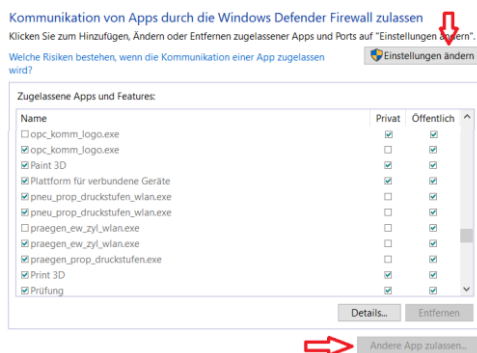 Kommunikation von Apps durch die Windows Defender Firewall zulassen
Klicken Sie zum Hinzufügen, Ändern oder Entfernen zugelassener Apps und Ports auf "Einstellungen ändern".
Welche Risiken bestehen, wenn die Kommunikation einer App zugelassen
wird?
Einstellungen ändern
Zugelassene Apps und Features:
Name Privat Öffentlich
opc_komm_logo.exe
opc_komm_logo.exe
Paint 3D
Plattform für verbundene Geräte
pneu_prop_druckstufen_wlan.exe
pneu_prop_druckstufen_wlan.exe
praegen_ew_zyl_wlan.exe
praegen_ew_zyl_wlan.exe
praegen_prop_druckstufen.exe
Print 3D
Prüfung
Details... Entfernen
Andere App zulassen...